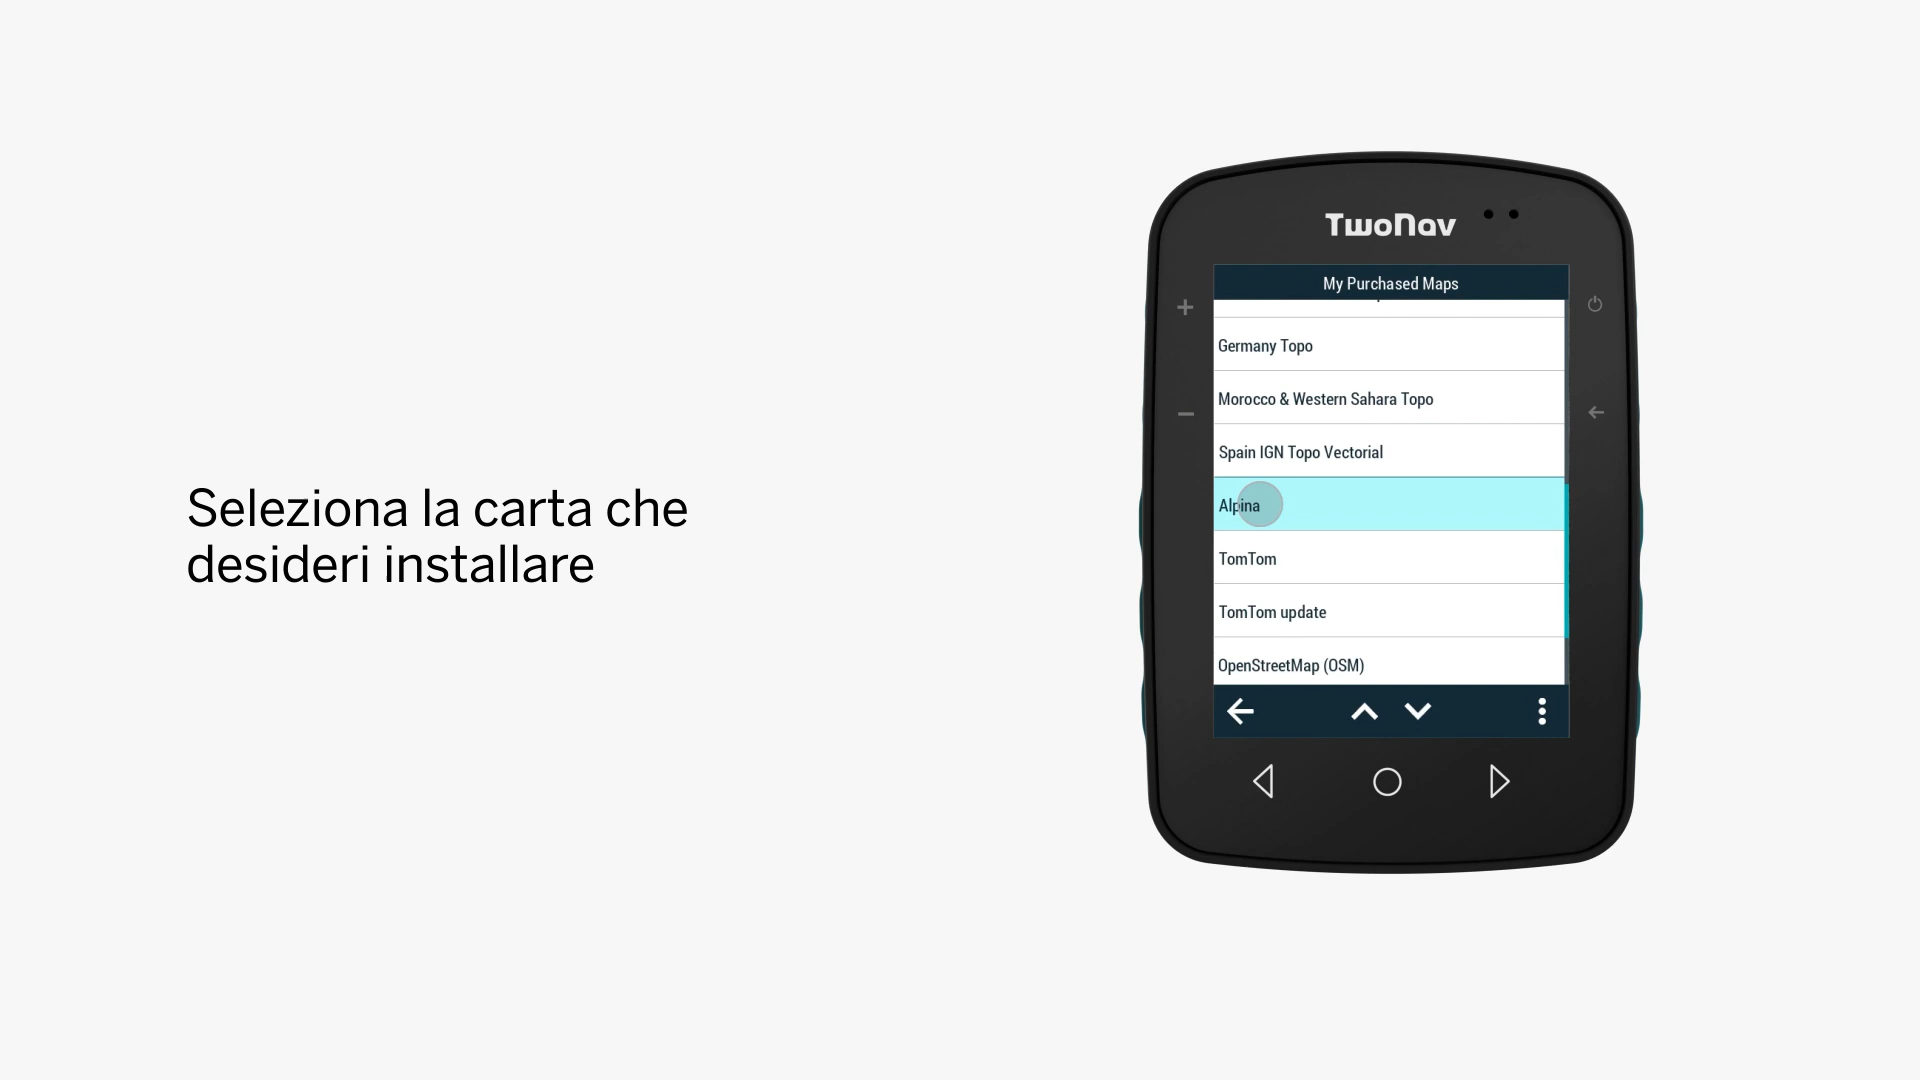 Seleziona la carta che
desideri installare
TwoNav
My Purchased Maps
Germany Topo
Morocco & Western Sahara Topo
Spain IGN Topo Vectorial
Alpina
TomTom
TomTom update
OpenStreetMap (OSM)